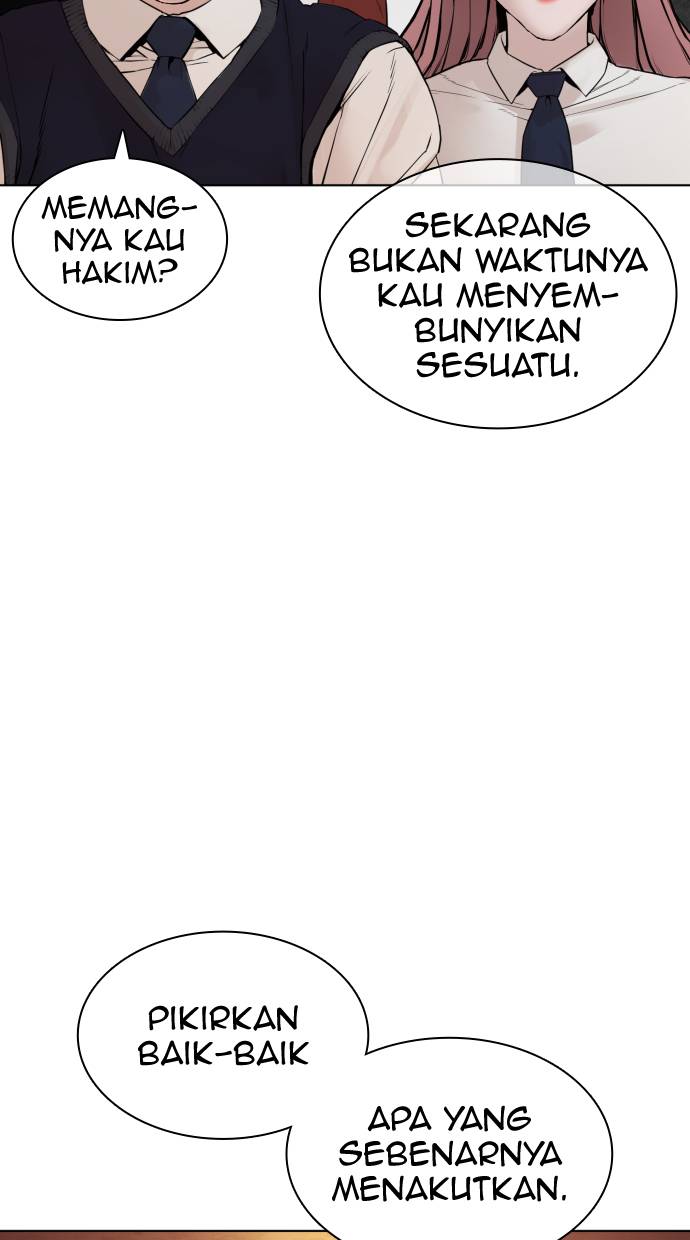 MEMANG-
NYA KAU
HAKIM?
SEKARANG
BUKAN WAKTUNYA
KAU MENYEM-
BUNYIKAN
SESUATU.
PIKIRKAN
BAIK-BAIK
APA YANG
SEBENARNYA
MENAKUTKAN.